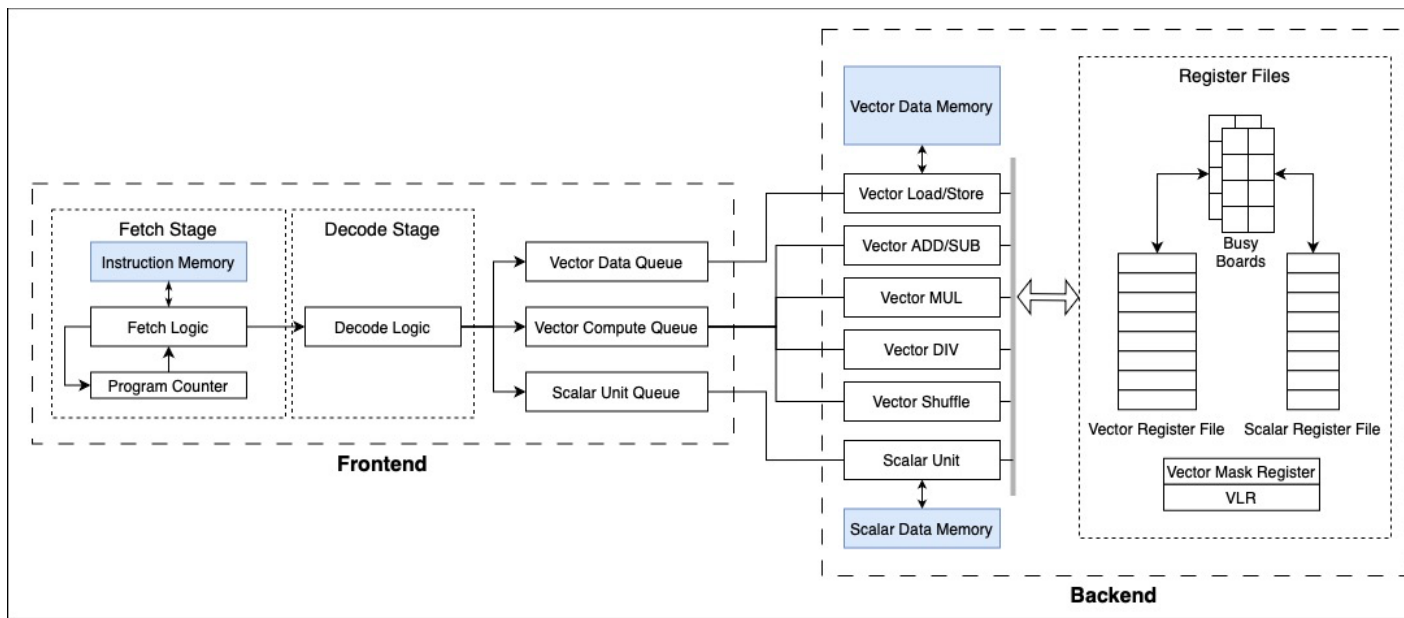 Fetch Stage
Instruction Memory
Fetch Logic
Program Counter
Decode Stage
Decode Logic
Vector Data Queue
Vector Compute Queue
Scalar Unit Queue
Frontend
Vector Data Memory
Vector Load/Store
Vector ADD/SUB
Vector MUL
Vector DIV
Vector Shuffle
Scalar Unit
Scalar Data Memory
Register Files
Busy
Boards
Vector Register File
Scalar Register File
Vector Mask Register
VLR
Backend